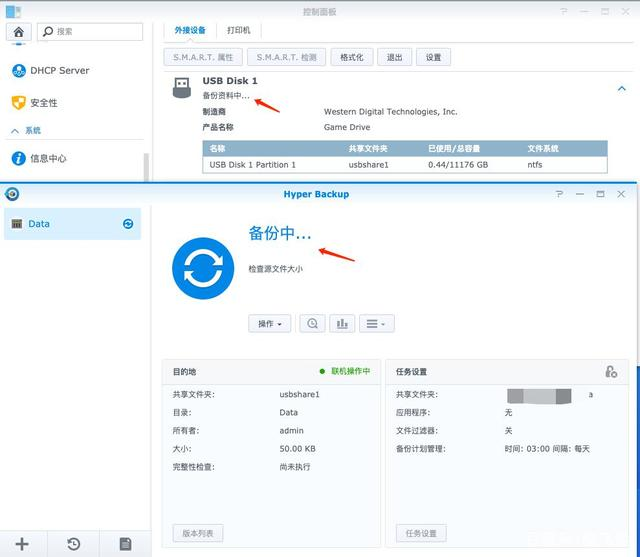 控制面板
搜索
外接设备 打印机
S.M.A.R.T. 属性 S.M.A.R.T. 检测 格式化 退出 设置
DHCP Server
安全性
系统
信息中心
USB Disk 1
备份资料中...
制造商 Western Digital Technologies, Inc.
产品名称 Game Drive
名称 共享文件夹 已使用/总容量 文件系统
USB Disk 1 Partition 1 usbshare1 0.44/11176 GB ntfs
Hyper Backup
Data
备份中...
检查源文件大小
操作
目的地 联机操作中
共享文件夹: usbshare1
目录: Data
所有者: admin
大小: 50.00 KB
完整性检查: 尚未执行
版本列表
任务设置
共享文件夹: a
应用程序: 无
文件过滤器: 关
备份计划管理: 时间: 03:00 间隔: 每天
任务设置